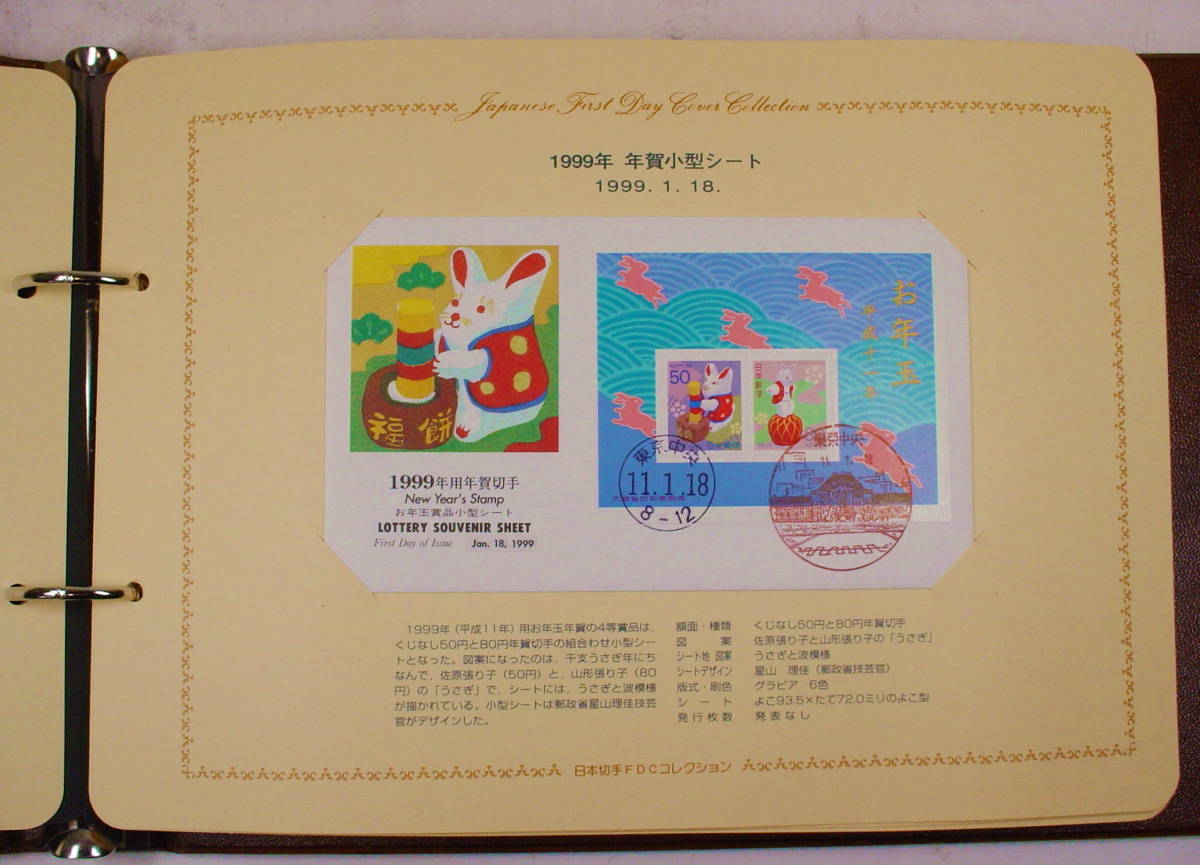 Japanese First Day Cover Collection
1999年 年賀小型シート
1999. 1. 18.
福餅
1999年用年賀切手
New Year's Stamp
お年玉賞品小型シート
LOTTERY SOUVENIR SHEET
First Day of Issue Jan. 18, 1999
お年玉
平成十一年
50
日本郵便
東京中央
11.1.18
8-12
東京中央
1999年(平成11年)用お年玉年賀の4等賞品は,
くじなし50円と80円年賀切手の組合わせ小型シー
トとなった。図案になったのは,干支うさぎ年にち
なんで,佐原張り子(50円)と,山形張り子(80
円)の「うさぎ」で,シートには,うさぎと波模様
が描かれている。小型シートは郵政省星山理佳技芸
官がデザインした。
額面・種類 くじなし50円と80円年賀切手
図案 佐原張り子と山形張り子の「うさぎ」
シート地 図案 うさぎと波模様
シートデザイン 星山 理佳(郵政省技芸官)
版式・刷色 グラビア 6色
シート よこ93.5×たて72.0ミリのよこ型
発行枚数 発表なし
日本切手FDCコレクション